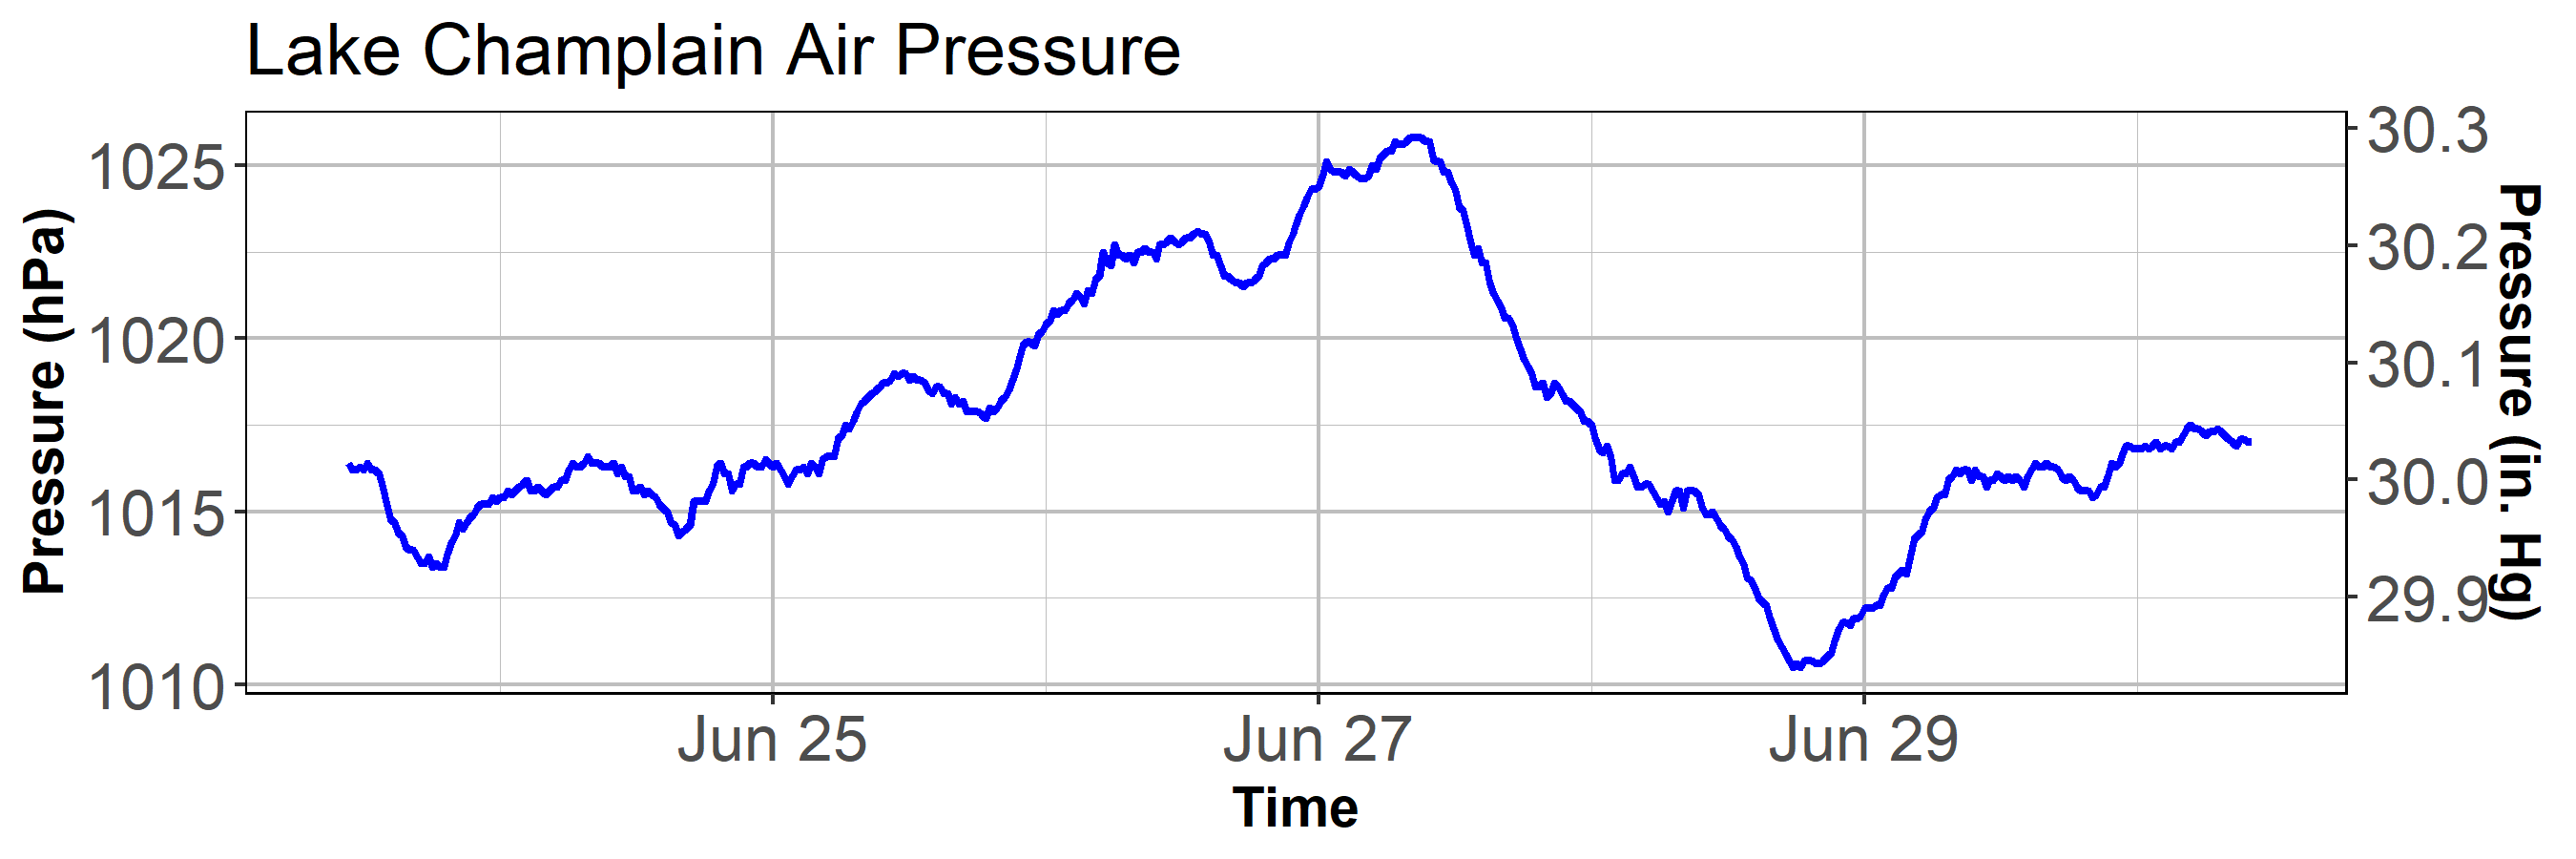 Lake Champlain Air Pressure
Pressure (hPa)
1025
1020
1015
1010
30.3
30.2
30.1
30.0
29.9
Pressure (in. Hg)
Jun 25 Jun 27 Jun 29
Time